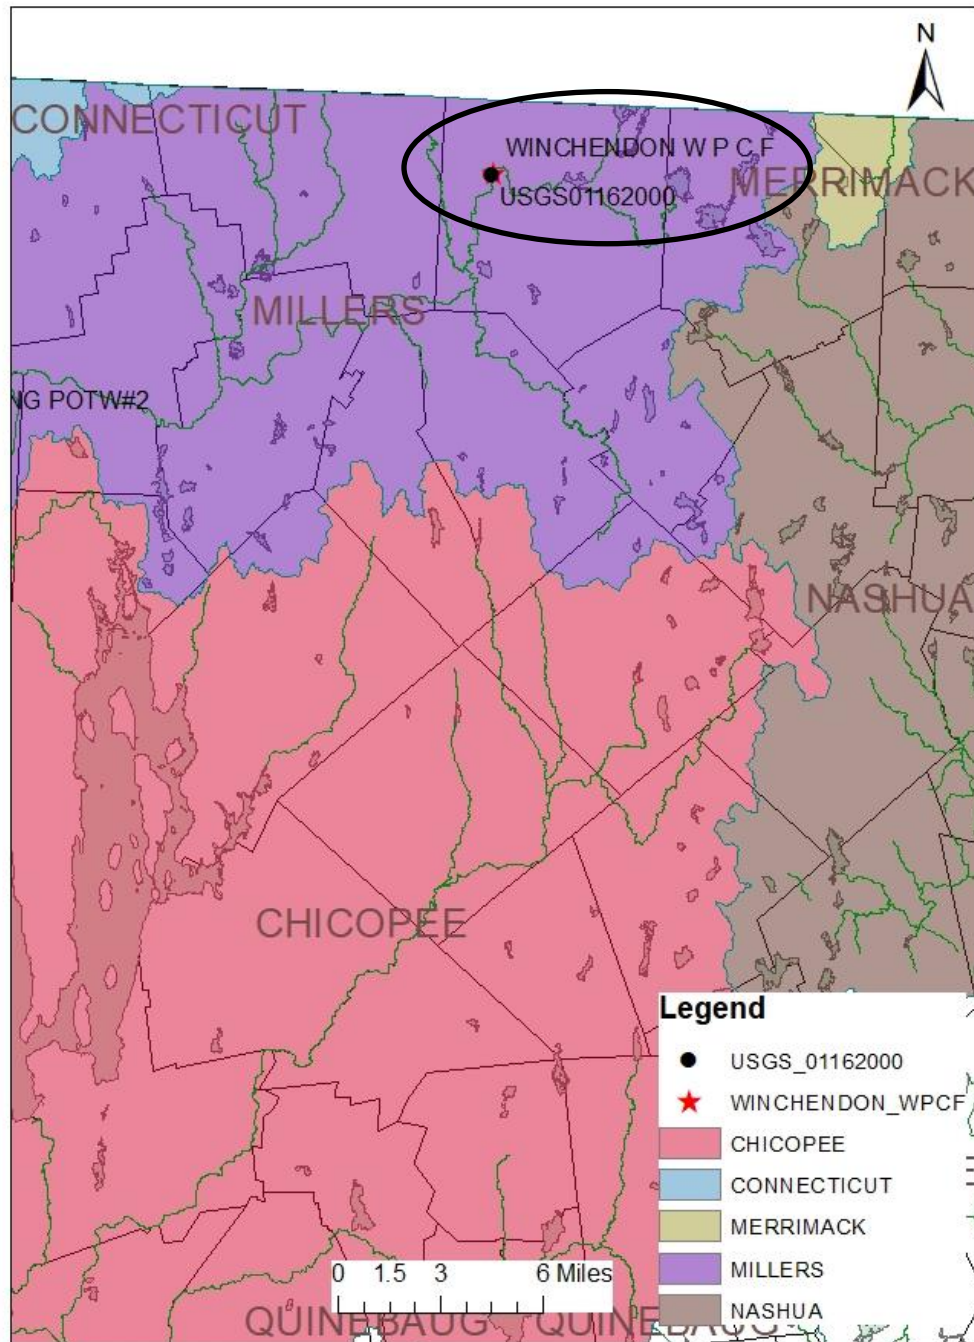 N
CONNECTICUT
WINCHENDON W P C F
MERRIMACK
USGS01162000
MILLERS
NG POTW#2
NASHUA
CHICOPEE
Legend
USGS_01162000
WINCHENDON_WPCF
CHICOPEE
CONNECTICUT
MERRIMACK
MILLERS
NASHUA
0 1.5 3 6 Miles
QUINEBAUG QUINEBAUG